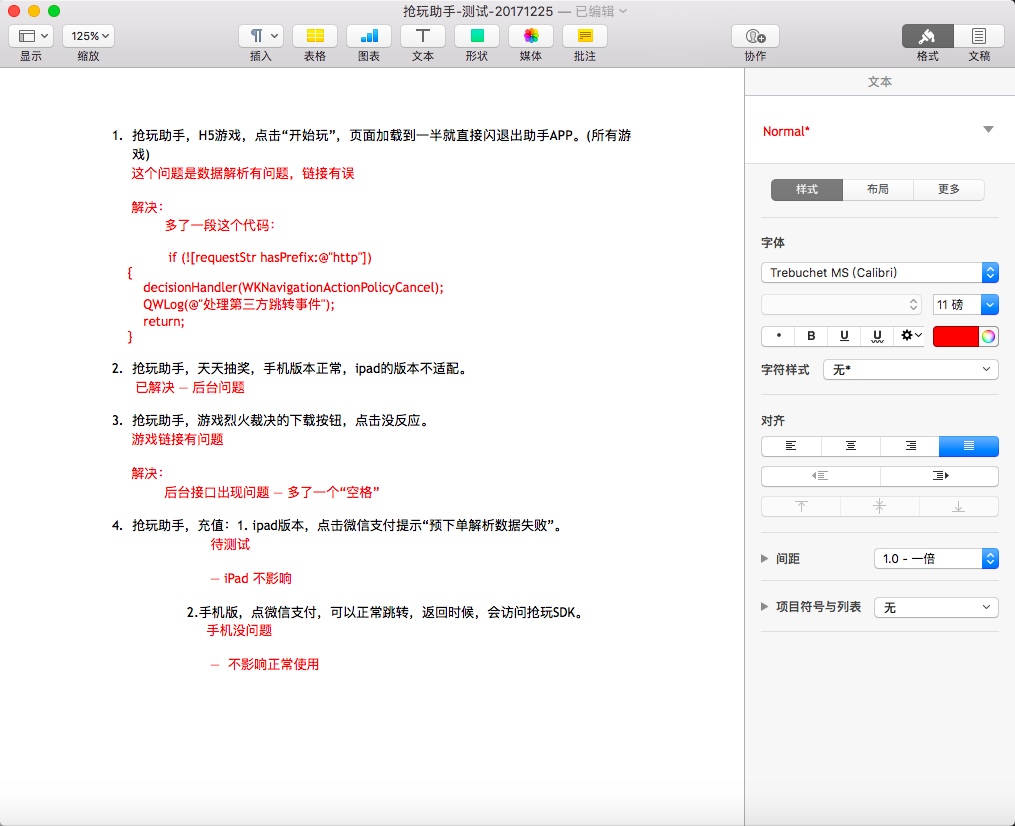 抢玩助手-测试-20171225 — 已编辑
125%
显示
缩放
插入
表格
图表
文本
形状
媒体
批注
协作
格式
文稿
1. 抢玩助手，H5游戏，点击“开始玩”，页面加载到一半就直接闪退出助手APP。(所有游
戏)
这个问题是数据解析有问题，链接有误
解决：
多了一段这个代码：
if (![requestStr hasPrefix:@"http"])
{
decisionHandler(WKNavigationActionPolicyCancel);
QWLog(@"处理第三方跳转事件");
return;
}
2. 抢玩助手，天天抽奖，手机版本正常，ipad的版本不适配。
已解决 — 后台问题
3. 抢玩助手，游戏烈火裁决的下载按钮，点击没反应。
游戏链接有问题
解决：
后台接口出现问题 — 多了一个“空格”
4. 抢玩助手，充值：1. ipad版本，点击微信支付提示“预下单解析数据失败”。
待测试
— iPad 不影响
2.手机版，点微信支付，可以正常跳转，返回时候，会访问抢玩SDK。
手机没问题
— 不影响正常使用
文本
Normal*
样式
布局
更多
字体
Trebuchet MS (Calibri)
11 磅
B U U
字符样式
无*
对齐
间距
1.0 - 一倍
项目符号与列表
无